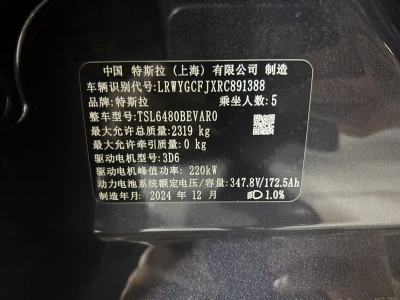 中国 特斯拉（上海）有限公司 制造
车辆识别代号:LRWYGCFJXRC891388
品牌:特斯拉 乘坐人数:5
整车型号:TSL6480BEVAR0
最大允许总质量:2319 kg
最大允许牵引质量:0 kg
驱动电机型号:3D6
驱动电机峰值功率:220kW
动力电池系统额定电压/容量:347.8V/172.5Ah
制造年月:2024 年 12 月 1.0%